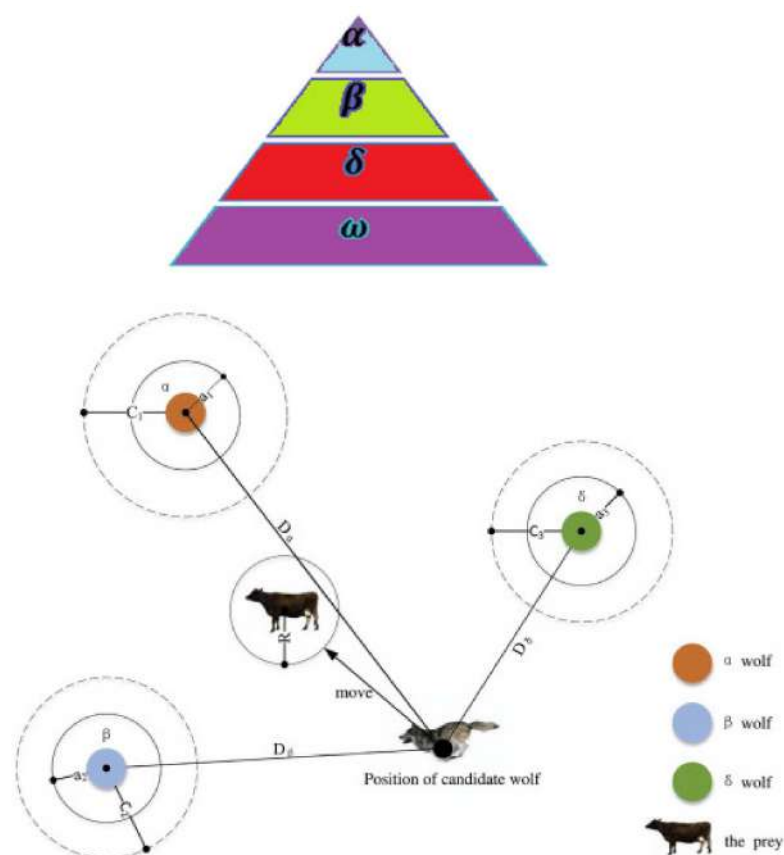 α
β
δ
ω
α
a₁
C₁
δ
a₃
C₃
Dα
R
Dδ
move
β
a₂
C₂
Dβ
Position of candidate wolf
α wolf
β wolf
δ wolf
the prey